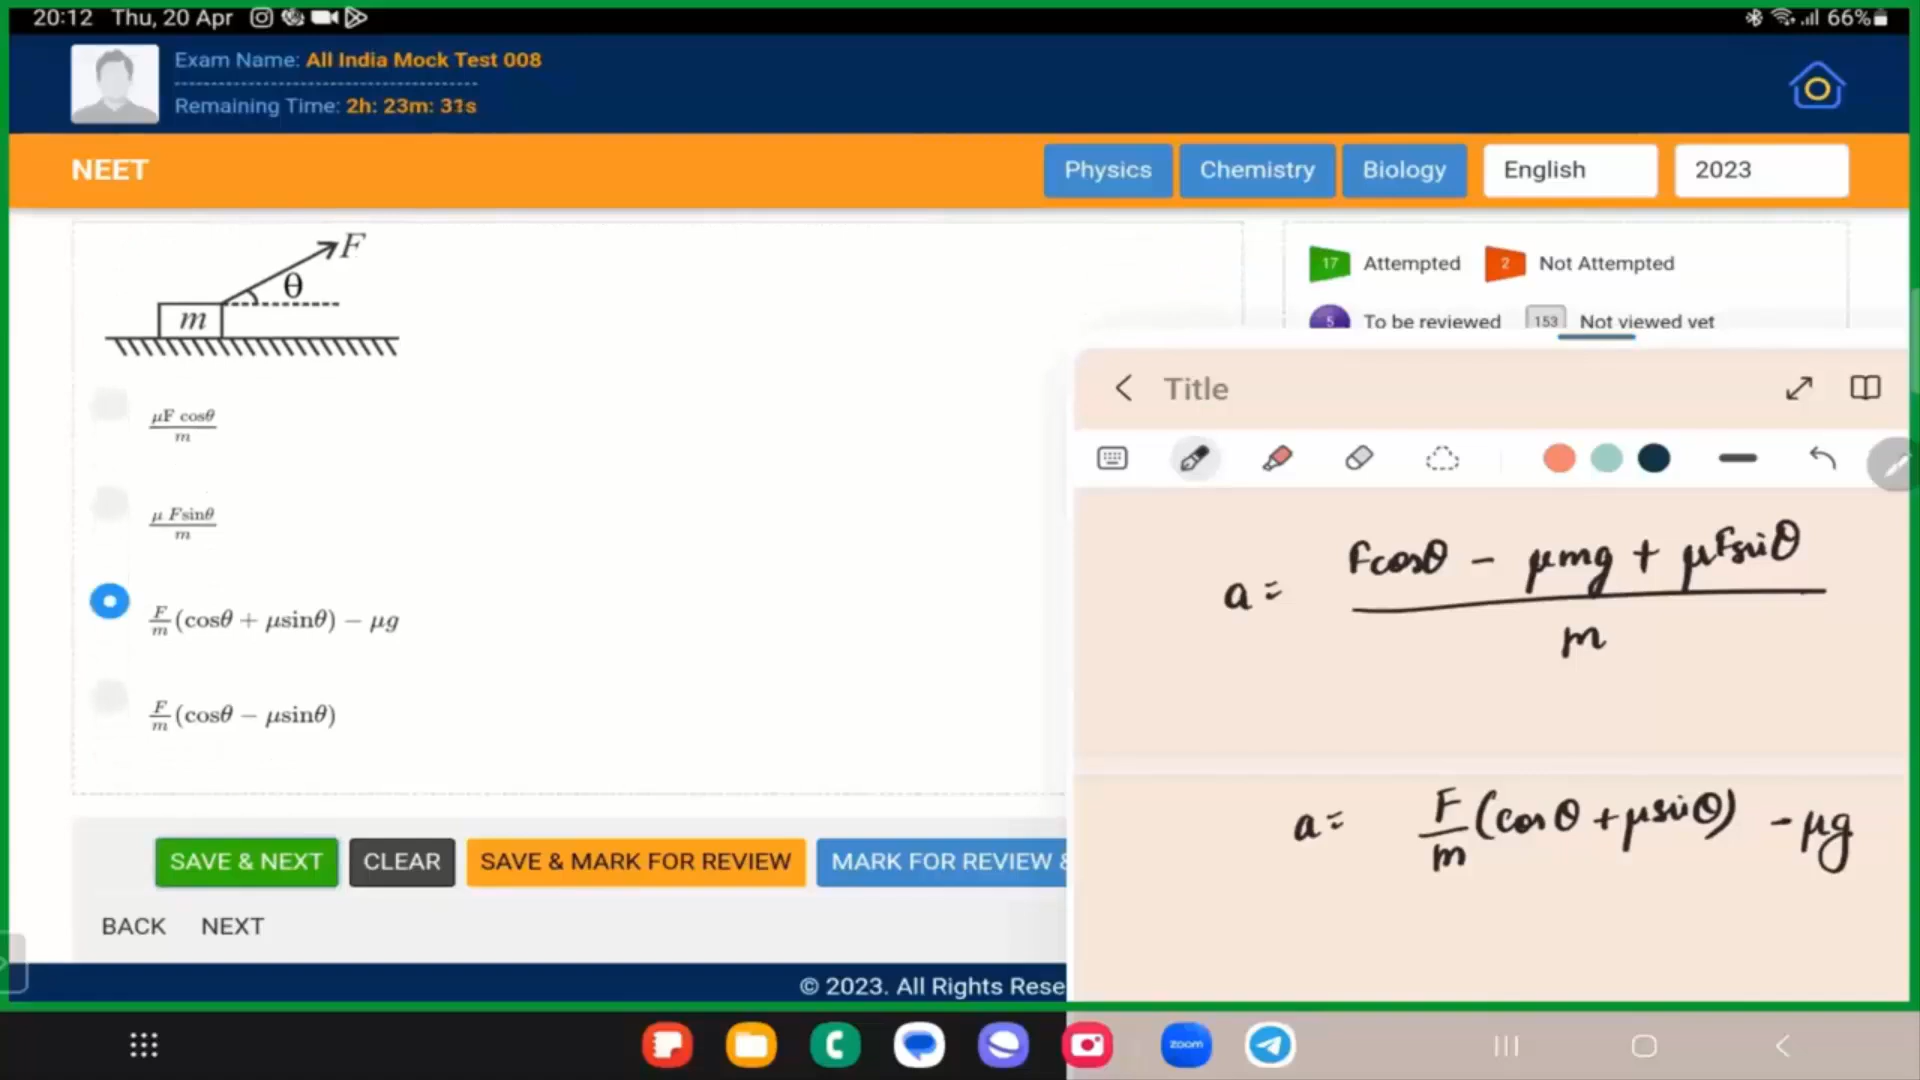 20:12 Thu, 20 Apr
66%
Exam Name: All India Mock Test 008
Remaining Time: 2h: 23m: 31s
NEET
Physics
Chemistry
Biology
English
2023
F
θ
m
17 Attempted
2 Not Attempted
5 To be reviewed
153 Not viewed yet
μF cosθ / m
μ Fsinθ / m
F/m (cosθ + μsinθ) − μg
F/m (cosθ − μsinθ)
SAVE & NEXT
CLEAR
SAVE & MARK FOR REVIEW
MARK FOR REVIEW &
BACK
NEXT
© 2023. All Rights Rese
Title
a = Fcosθ − μmg + μFsinθ / m
a = F/m (cosθ + μsinθ) − μg
zoom